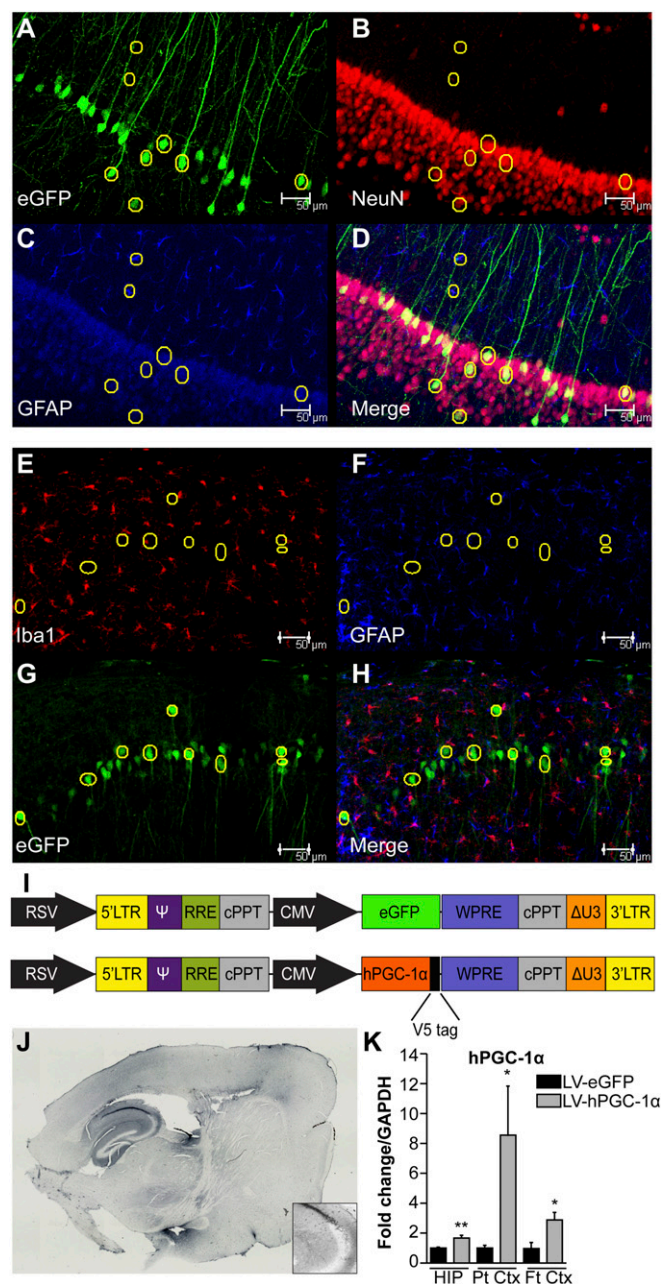 A
eGFP
50 µm
B
NeuN
50 µm
C
GFAP
50 µm
D
Merge
50 µm
E
Iba1
50 µm
F
GFAP
50 µm
G
eGFP
50 µm
H
Merge
50 µm
I
RSV 5'LTR Ψ RRE cPPT CMV eGFP WPRE cPPT ΔU3 3'LTR
RSV 5'LTR Ψ RRE cPPT CMV hPGC-1α WPRE cPPT ΔU3 3'LTR
V5 tag
J
K
hPGC-1α
LV-eGFP
LV-hPGC-1α
Fold change/GAPDH
14
12
10
8
6
4
2
0
** * *
HIP Pt Ctx Ft Ctx